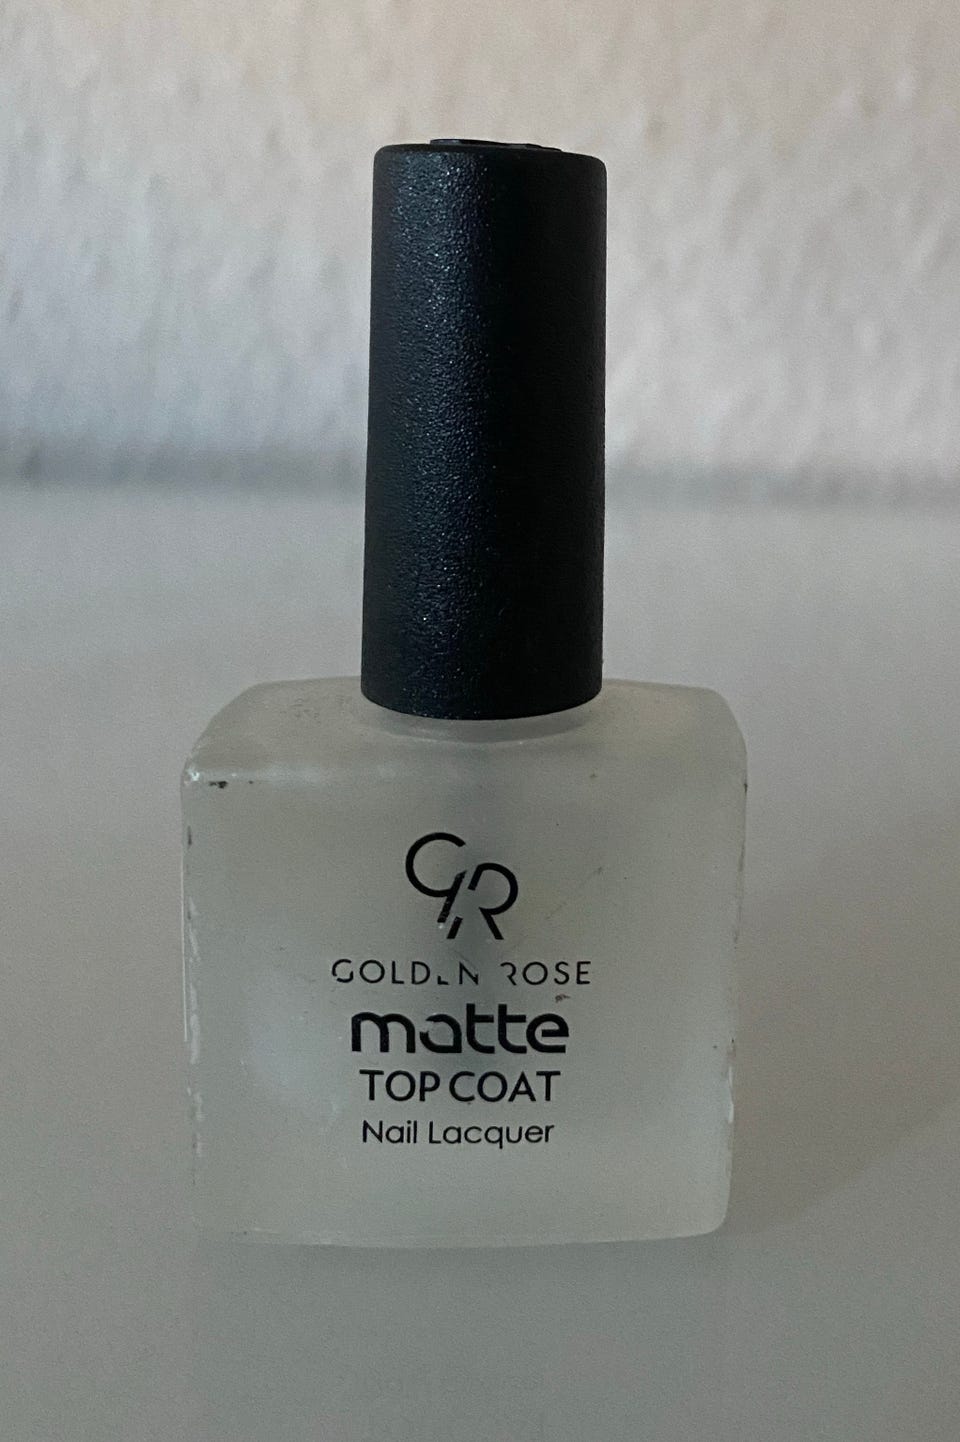 GR
GOLDEN ROSE
matte
TOP COAT
Nail Lacquer